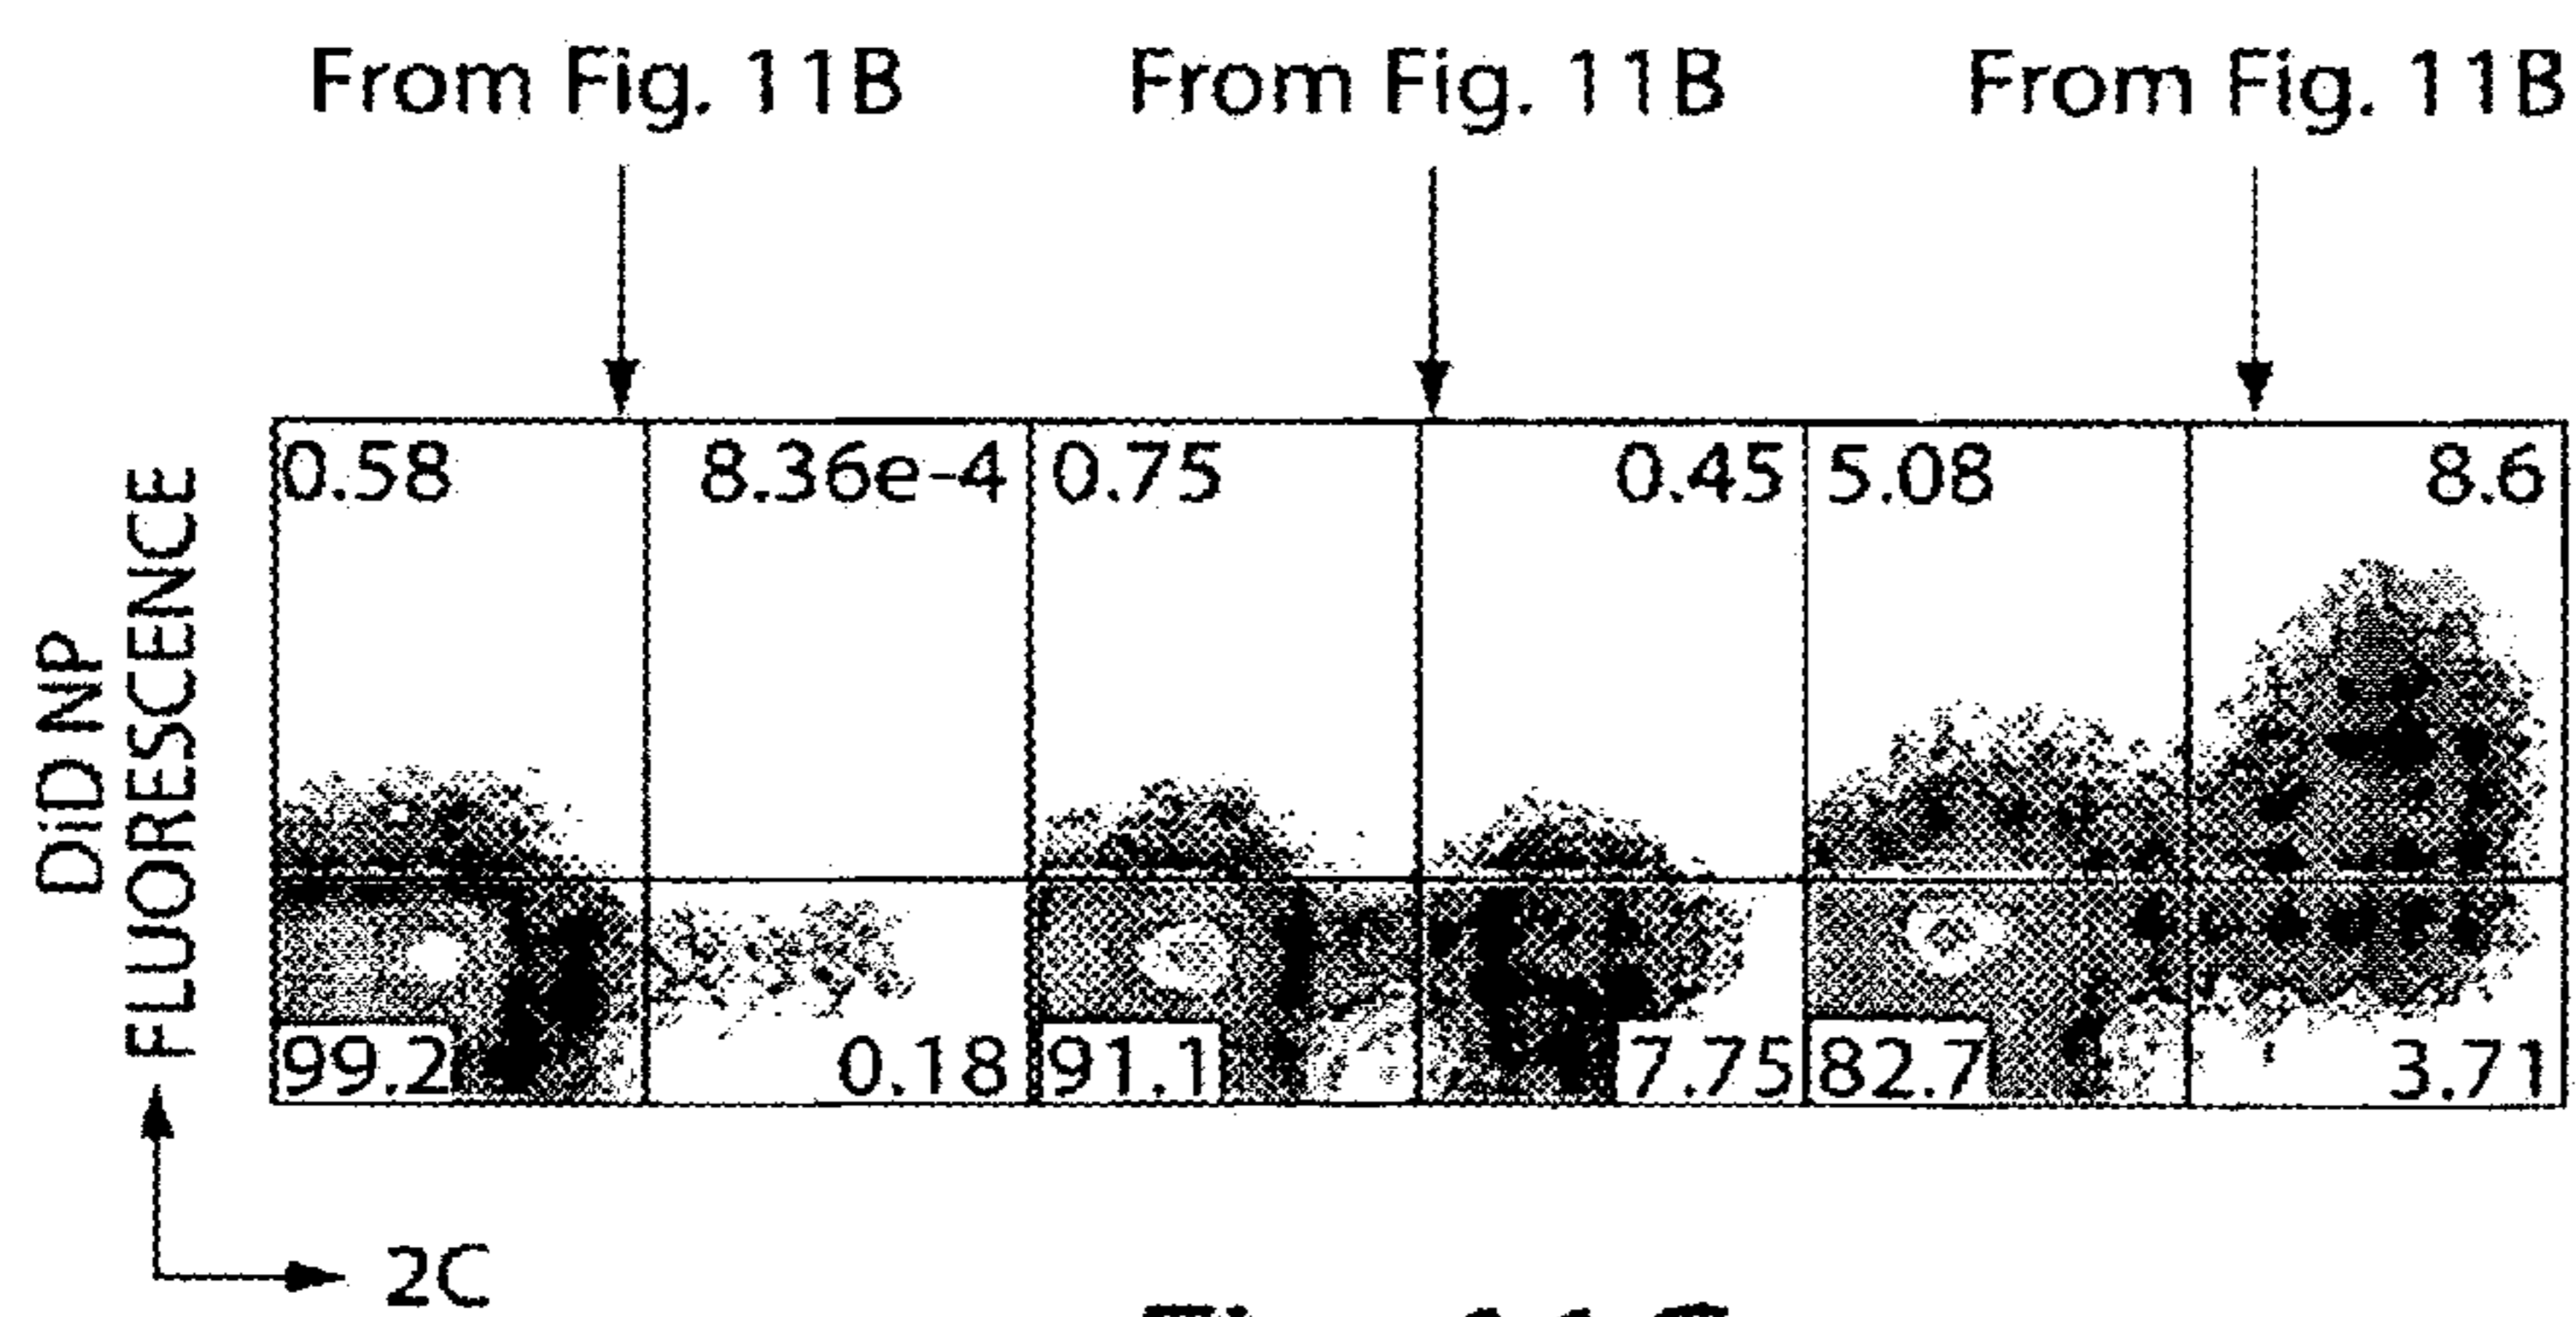 From Fig. 11B From Fig. 11B From Fig. 11B
0.58 8.36e-4 0.75 0.45 5.08 8.6
DiD NP
FLUORESCENCE
99.2 0.18 91.1 7.75 82.7 3.71
2C